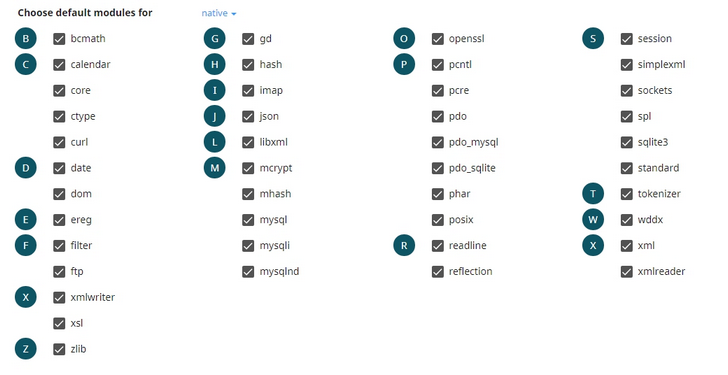 Choose default modules for native
B bcmath
C calendar
core
ctype
curl
D date
dom
E ereg
F filter
ftp
X xmlwriter
xsl
Z zlib
G gd
H hash
I imap
J json
L libxml
M mcrypt
mhash
mysql
mysqli
mysqlnd
O openssl
P pcntl
pcre
pdo
pdo_mysql
pdo_sqlite
phar
posix
R readline
reflection
S session
simplexml
sockets
spl
sqlite3
standard
T tokenizer
W wddx
X xml
xmlreader